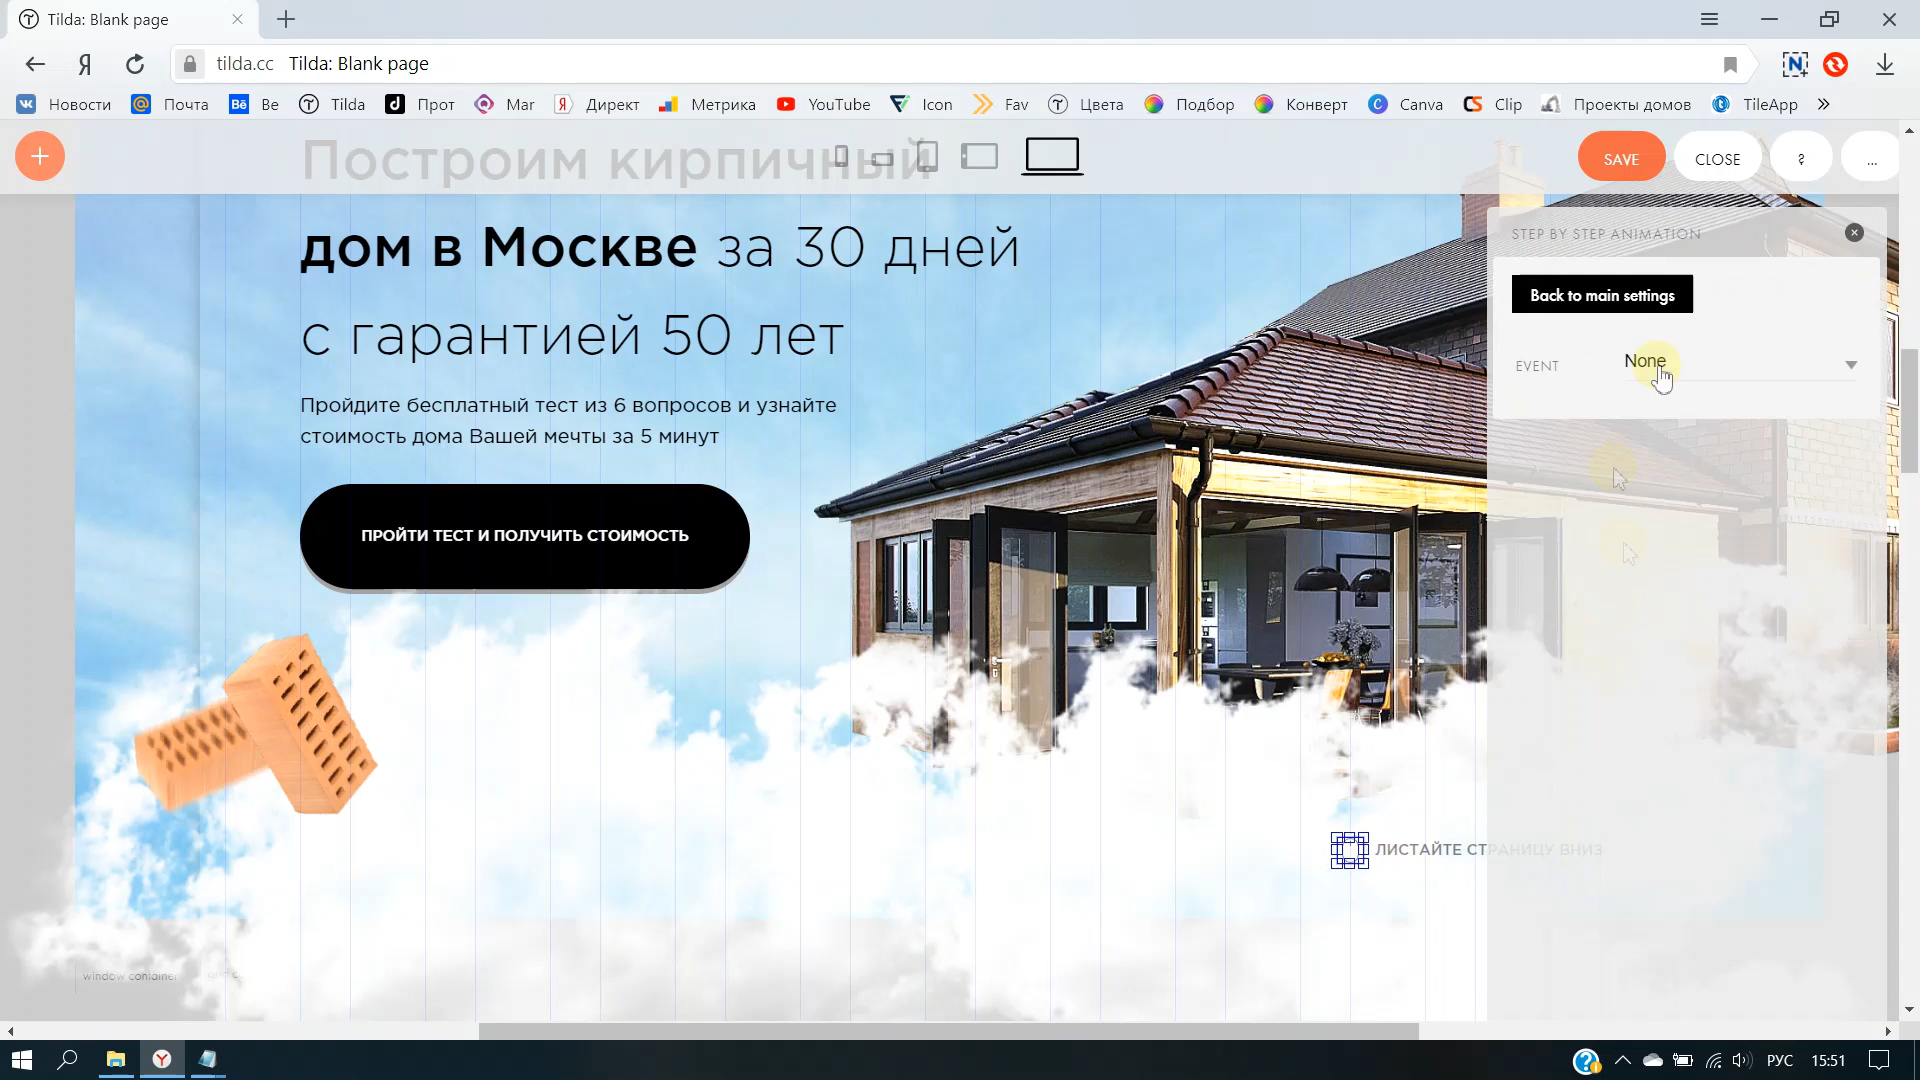 Tilda: Blank page
Я
tilda.cc Tilda: Blank page
Новости Почта Bē Be Tilda Прот Mar Я Директ Метрика YouTube Icon Fav Цвета Подбор Конверт C Canva CS Clip Проекты домов TileApp
Построим кирпичный
SAVE CLOSE ? ...
дом в Москве за 30 дней
STEP BY STEP ANIMATION
Back to main settings
с гарантией 50 лет
EVENT None
Пройдите бесплатный тест из 6 вопросов и узнайте
стоимость дома Вашей мечты за 5 минут
ПРОЙТИ ТЕСТ И ПОЛУЧИТЬ СТОИМОСТЬ
ЛИСТАЙТЕ СТРАНИЦУ ВНИЗ
window container
РУС 15:51